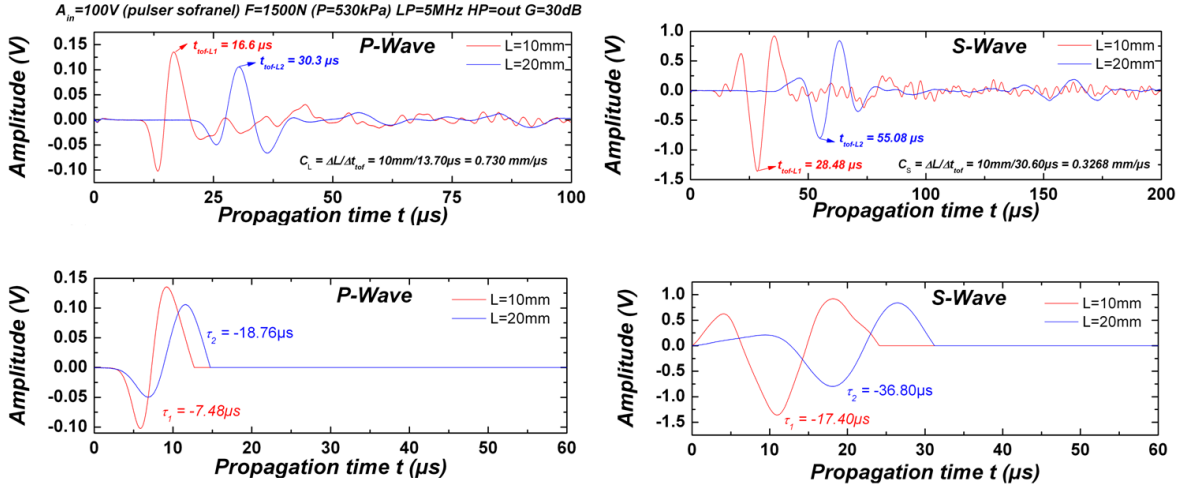 A_in=100V (pulser sofranel) F=1500N (P=530kPa) LP=5MHz HP=out G=30dB
Amplitude (V)
0.15
0.10
0.05
0.00
-0.05
-0.10
t_tof-L1 = 16.6 µs
t_tof-L2 = 30.3 µs
P-Wave
L=10mm
L=20mm
C_L = ΔL/Δt_tof = 10mm/13.70µs = 0.730 mm/µs
0 25 50 75 100
Propagation time t (µs)
Amplitude (V)
1.0
0.5
0.0
-0.5
-1.0
-1.5
S-Wave
L=10mm
L=20mm
t_tof-L2 = 55.08 µs
t_tof-L1 = 28.48 µs
C_S = ΔL/Δt_tof = 10mm/30.60µs = 0.3268 mm/µs
0 50 100 150 200
Propagation time t (µs)
Amplitude (V)
0.15
0.10
0.05
0.00
-0.05
-0.10
P-Wave
L=10mm
L=20mm
τ_2 = -18.76µs
τ_1 = -7.48µs
0 10 20 30 40 50 60
Propagation time t (µs)
Amplitude (V)
1.0
0.5
0.0
-0.5
-1.0
-1.5
S-Wave
L=10mm
L=20mm
τ_2 = -36.80µs
τ_1 = -17.40µs
0 10 20 30 40 50 60
Propagation time t (µs)